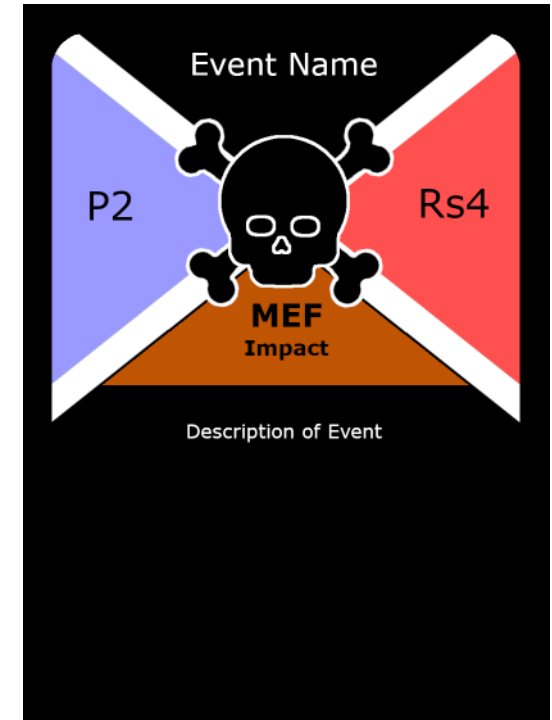 Event Name
P2
Rs4
MEF
Impact
Description of Event